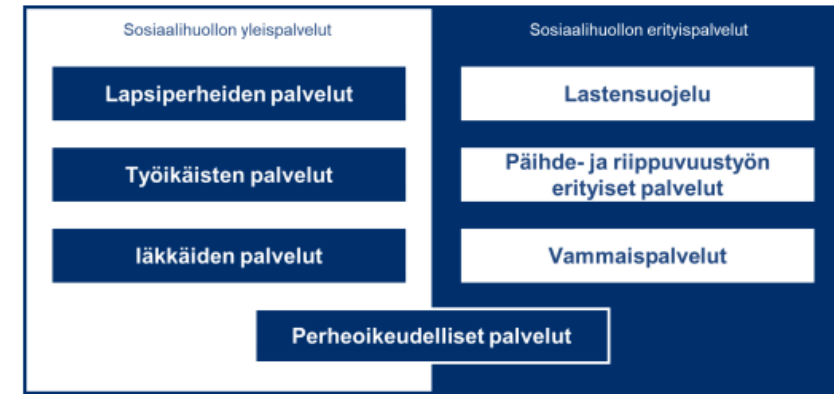 Sosiaalihuollon yleispalvelut
Lapsiperheiden palvelut
Työikäisten palvelut
Iäkkäiden palvelut
Sosiaalihuollon erityispalvelut
Lastensuojelu
Päihde- ja riippuvuustyön
erityiset palvelut
Vammaispalvelut
Perheoikeudelliset palvelut